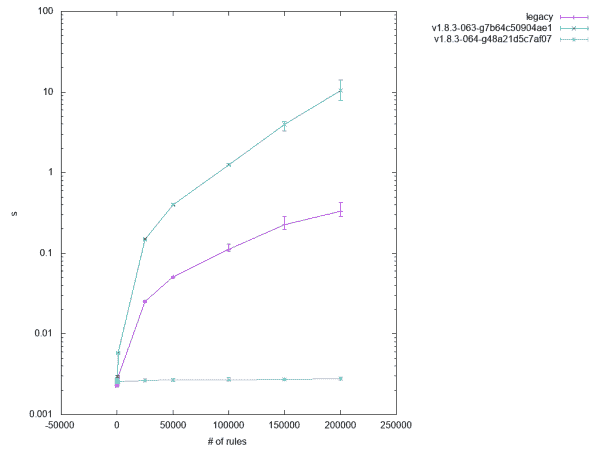 legacy
v1.8.3-063-g7b64c50904ae1
v1.8.3-064-g48a21d5c7af07
100
10
1
0.1
0.01
0.001
s
-50000 0 50000 100000 150000 200000 250000
# of rules